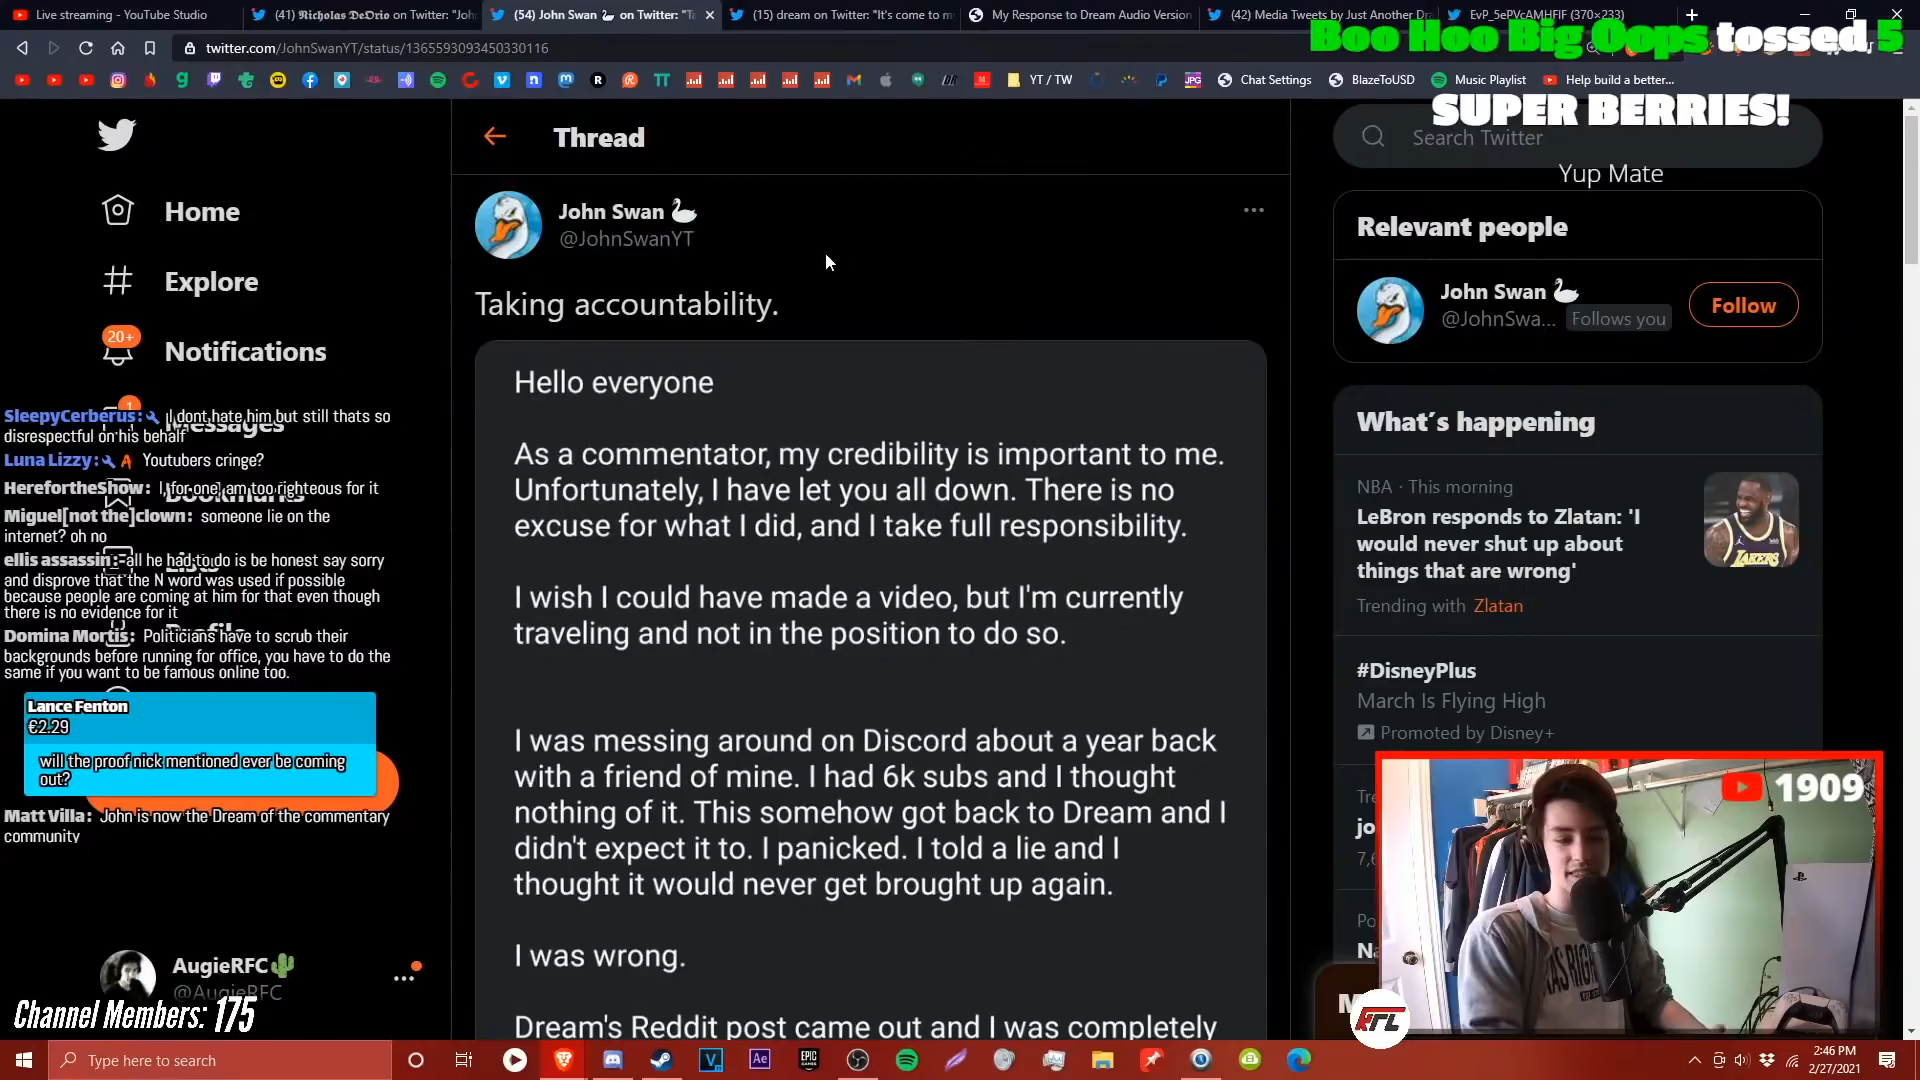 Live streaming - YouTube Studio
(41) 𝕹𝖎𝖈𝖍𝖔𝖑𝖆𝖘 𝕯𝖊𝕺𝖗𝖎𝖔 on Twitter: "Joh
(54) John Swan 🦢 on Twitter: "T
(15) dream on Twitter: "It's come to m
My Response to Dream Audio Version
(42) Media Tweets by Just Another Dr
EvP_5ePVcAMHFIF (370×233)
twitter.com/JohnSwanYT/status/1365593093450330116
Boo Hoo Big Oops tossed 5
SUPER BERRIES!
Yup Mate
YT / TW
Chat Settings
BlazeToUSD
Music Playlist
Help build a better...
Home
Explore
20+
Notifications
1
Messages
Bookmarks
Lists
Profile
Thread
John Swan 🦢
@JohnSwanYT
Taking accountability.
Hello everyone
As a commentator, my credibility is important to me.
Unfortunately, I have let you all down. There is no
excuse for what I did, and I take full responsibility.
I wish I could have made a video, but I'm currently
traveling and not in the position to do so.
I was messing around on Discord about a year back
with a friend of mine. I had 6k subs and I thought
nothing of it. This somehow got back to Dream and I
didn't expect it to. I panicked. I told a lie and I
thought it would never get brought up again.
I was wrong.
Dream's Reddit post came out and I was completely
Search Twitter
Relevant people
John Swan 🦢
@JohnSwa... Follows you
Follow
What's happening
NBA · This morning
LeBron responds to Zlatan: 'I
would never shut up about
things that are wrong'
Trending with Zlatan
LAKERS
#DisneyPlus
March Is Flying High
Promoted by Disney+
1909
SleepyCerberus: I dont hate him but still thats so
disrespectful on his behalf
Luna Lizzy: Youtubers cringe?
HerefortheShow: I, for one, am too righteous for it
Miguel[not the]clown: someone lie on the
internet? oh no
ellis assassin: all he had to do is be honest say sorry
and disprove that the N word was used if possible
because people are coming at him for that even though
there is no evidence for it
Domina Mortis: Politicians have to scrub their
backgrounds before running for office, you have to do the
same if you want to be famous online too.
Lance Fenton
€2.29
will the proof nick mentioned ever be coming
out?
Matt Villa: John is now the Dream of the commentary
community
AugieRFC🌵
@AugieRFC
Channel Members: 175
Type here to search
2:46 PM
2/27/2021